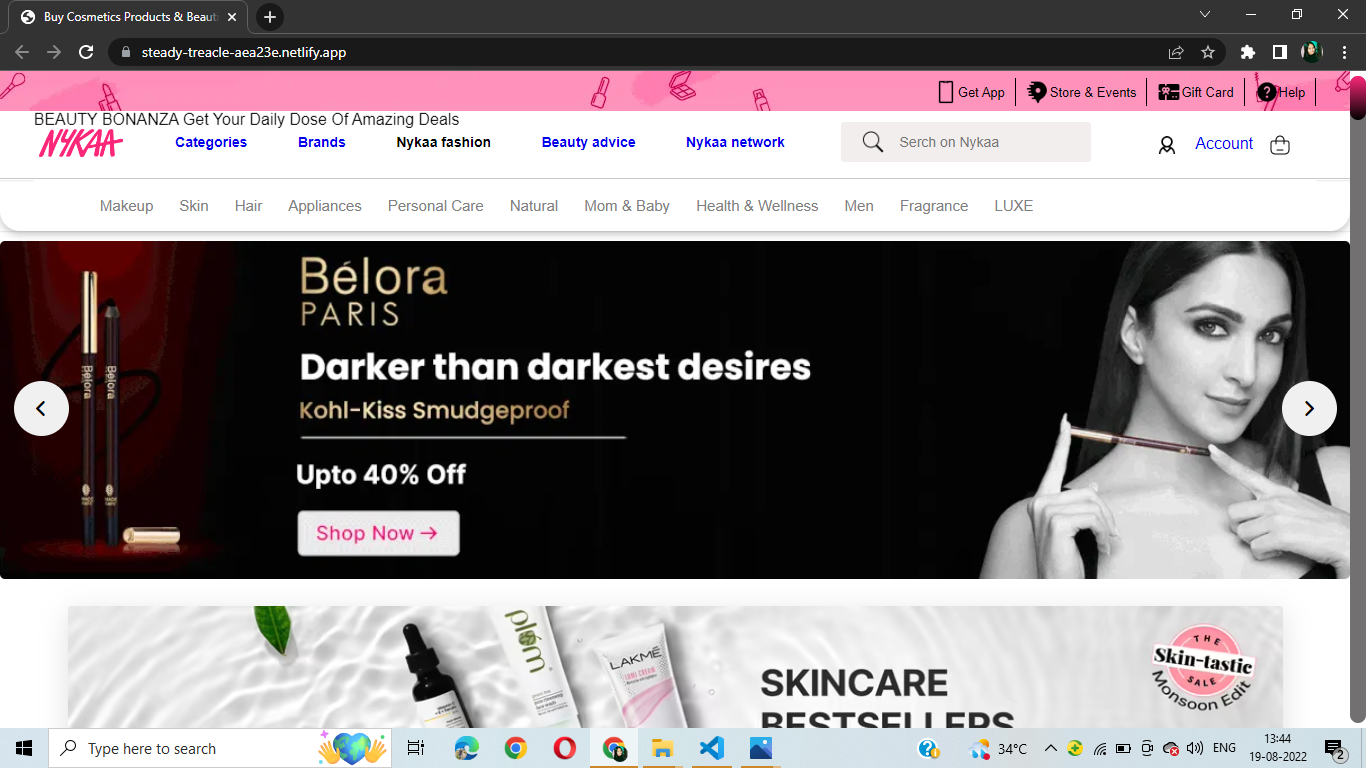 Buy Cosmetics Products & Beaut
steady-treacle-aea23e.netlify.app
Get App Store & Events Gift Card Help
BEAUTY BONANZA Get Your Daily Dose Of Amazing Deals
NYKAA Categories Brands Nykaa fashion Beauty advice Nykaa network Serch on Nykaa Account
Makeup Skin Hair Appliances Personal Care Natural Mom & Baby Health & Wellness Men Fragrance LUXE
Bélora
PARIS
Darker than darkest desires
Kohl-Kiss Smudgeproof
Upto 40% Off
Shop Now →
Bélora
Bélora
plum
LAKMÉ
SKINCARE
BESTSELLERS
THE
Skin-tastic
SALE
Monsoon Edit
Type here to search
34°C
ENG
13:44
19-08-2022
2